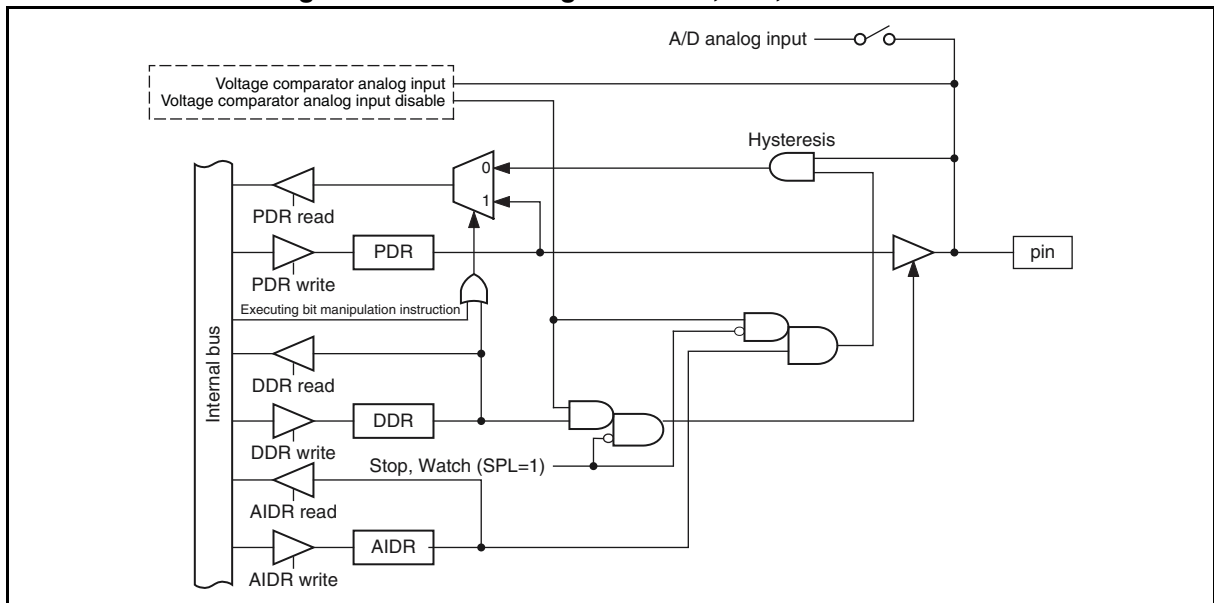 A/D analog input
Voltage comparator analog input
Voltage comparator analog input disable
Hysteresis
0
1
PDR read
PDR
pin
PDR write
Executing bit manipulation instruction
Internal bus
DDR read
DDR
DDR write
Stop, Watch (SPL=1)
AIDR read
AIDR
AIDR write